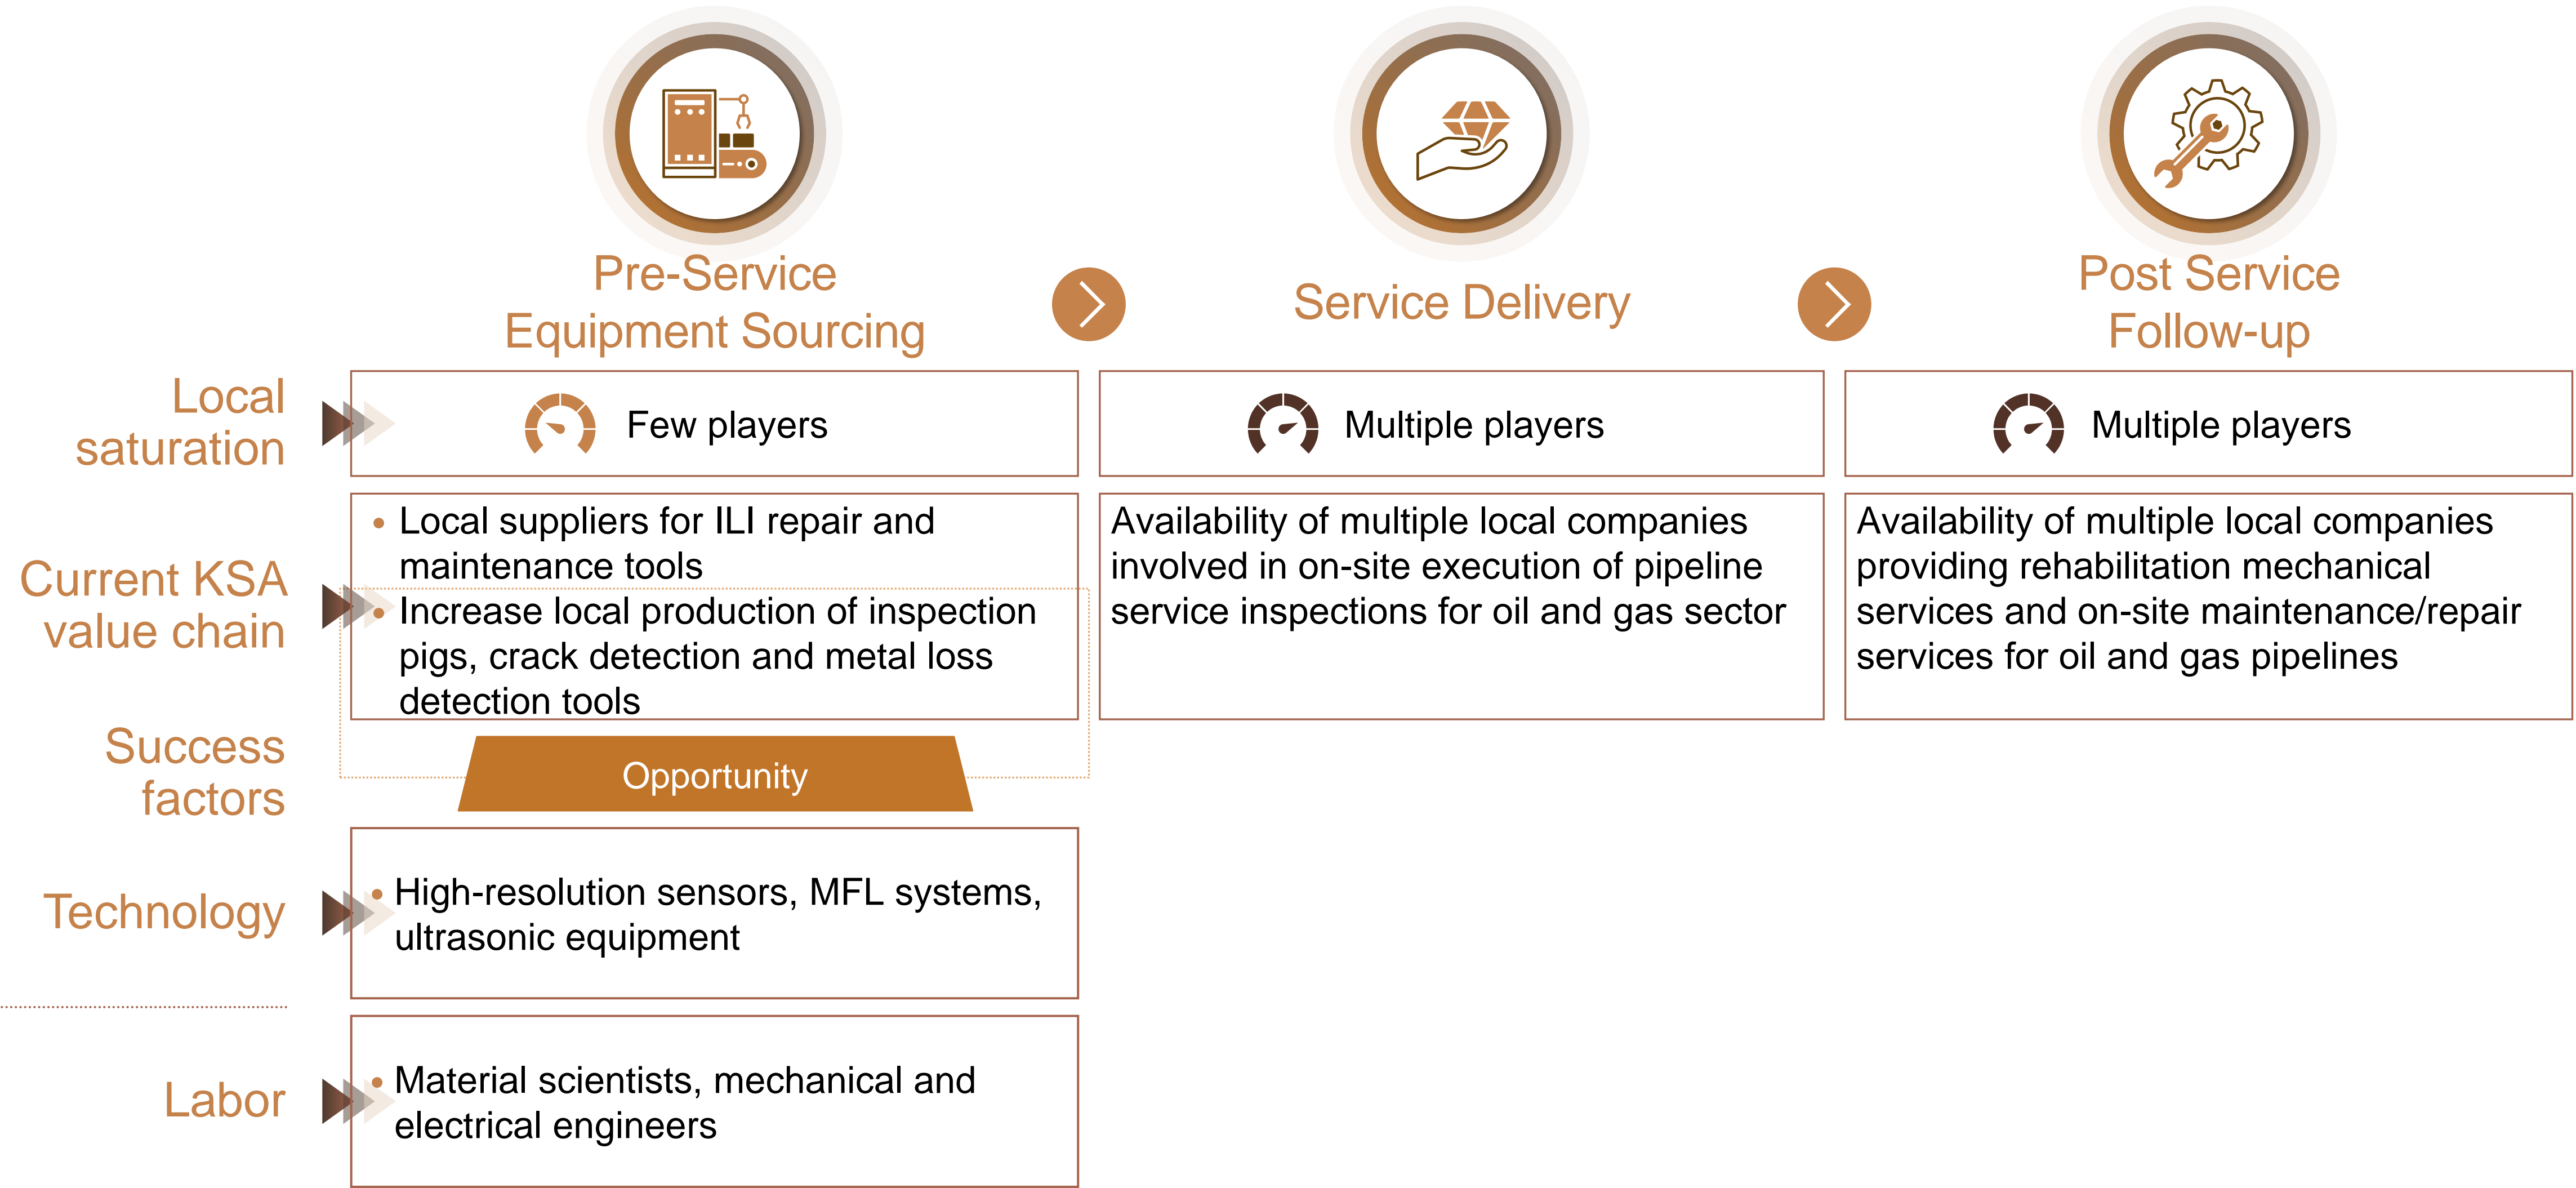 Pre-Service
Equipment Sourcing
Service Delivery
Post Service
Follow-up
Local
saturation
Few players
Multiple players
Multiple players
Current KSA
value chain
• Local suppliers for ILI repair and
maintenance tools
• Increase local production of inspection
pigs, crack detection and metal loss
detection tools
Availability of multiple local companies
involved in on-site execution of pipeline
service inspections for oil and gas sector
Availability of multiple local companies
providing rehabilitation mechanical
services and on-site maintenance/repair
services for oil and gas pipelines
Success
factors
Opportunity
Technology
• High-resolution sensors, MFL systems,
ultrasonic equipment
Labor
• Material scientists, mechanical and
electrical engineers